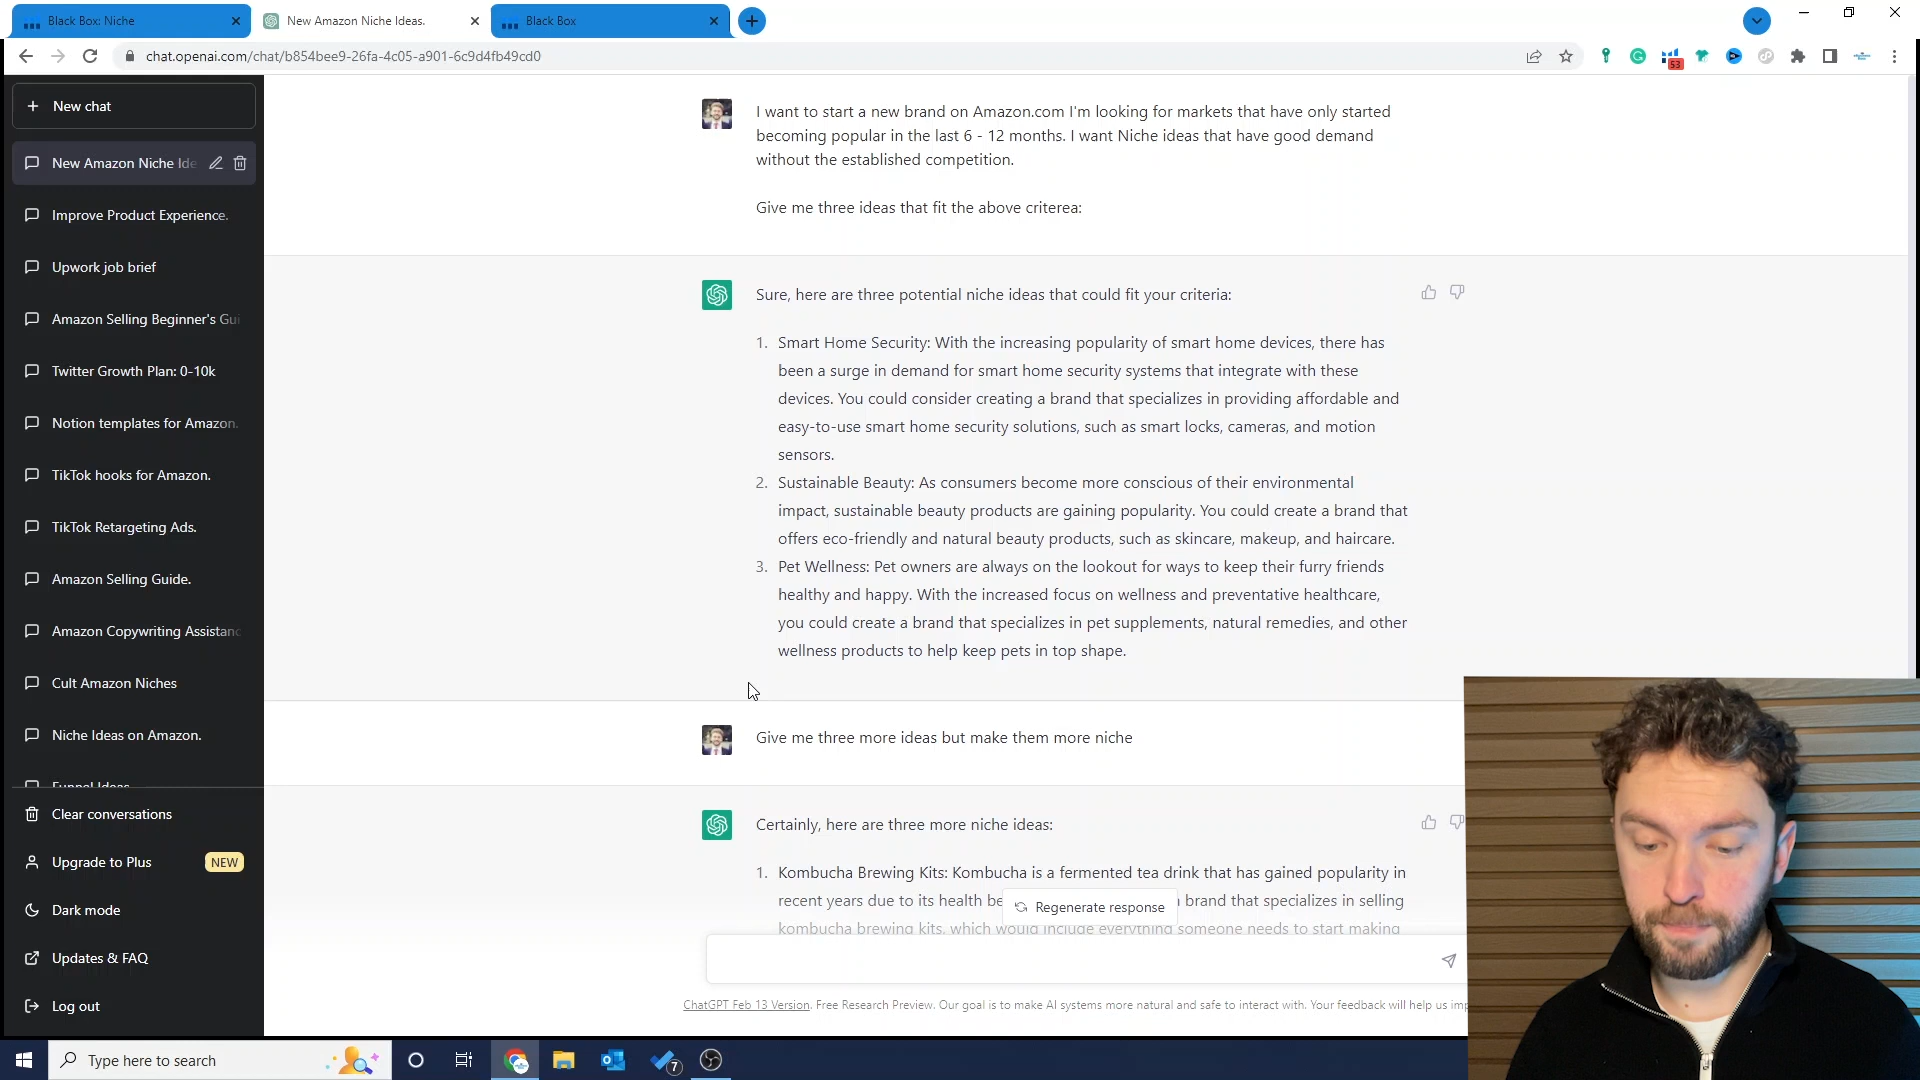 Black Box: Niche
New Amazon Niche Ideas.
Black Box
chat.openai.com/chat/b854bee9-26fa-4c05-a901-6c9d4fb49cd0
53
New chat
New Amazon Niche Ide
Improve Product Experience.
Upwork job brief
Amazon Selling Beginner's Gui
Twitter Growth Plan: 0-10k
Notion templates for Amazon.
TikTok hooks for Amazon.
TikTok Retargeting Ads.
Amazon Selling Guide.
Amazon Copywriting Assistanc
Cult Amazon Niches
Niche Ideas on Amazon.
Funnel Ideas
Clear conversations
Upgrade to Plus NEW
Dark mode
Updates & FAQ
Log out
I want to start a new brand on Amazon.com I'm looking for markets that have only started
becoming popular in the last 6 - 12 months. I want Niche ideas that have good demand
without the established competition.
Give me three ideas that fit the above criterea:
Sure, here are three potential niche ideas that could fit your criteria:
1. Smart Home Security: With the increasing popularity of smart home devices, there has
been a surge in demand for smart home security systems that integrate with these
devices. You could consider creating a brand that specializes in providing affordable and
easy-to-use smart home security solutions, such as smart locks, cameras, and motion
sensors.
2. Sustainable Beauty: As consumers become more conscious of their environmental
impact, sustainable beauty products are gaining popularity. You could create a brand that
offers eco-friendly and natural beauty products, such as skincare, makeup, and haircare.
3. Pet Wellness: Pet owners are always on the lookout for ways to keep their furry friends
healthy and happy. With the increased focus on wellness and preventative healthcare,
you could create a brand that specializes in pet supplements, natural remedies, and other
wellness products to help keep pets in top shape.
Give me three more ideas but make them more niche
Certainly, here are three more niche ideas:
1. Kombucha Brewing Kits: Kombucha is a fermented tea drink that has gained popularity in
recent years due to its health be Regenerate response brand that specializes in selling
kombucha brewing kits, which would include everything someone needs to start making
ChatGPT Feb 13 Version. Free Research Preview. Our goal is to make AI systems more natural and safe to interact with. Your feedback will help us imp
Type here to search
7